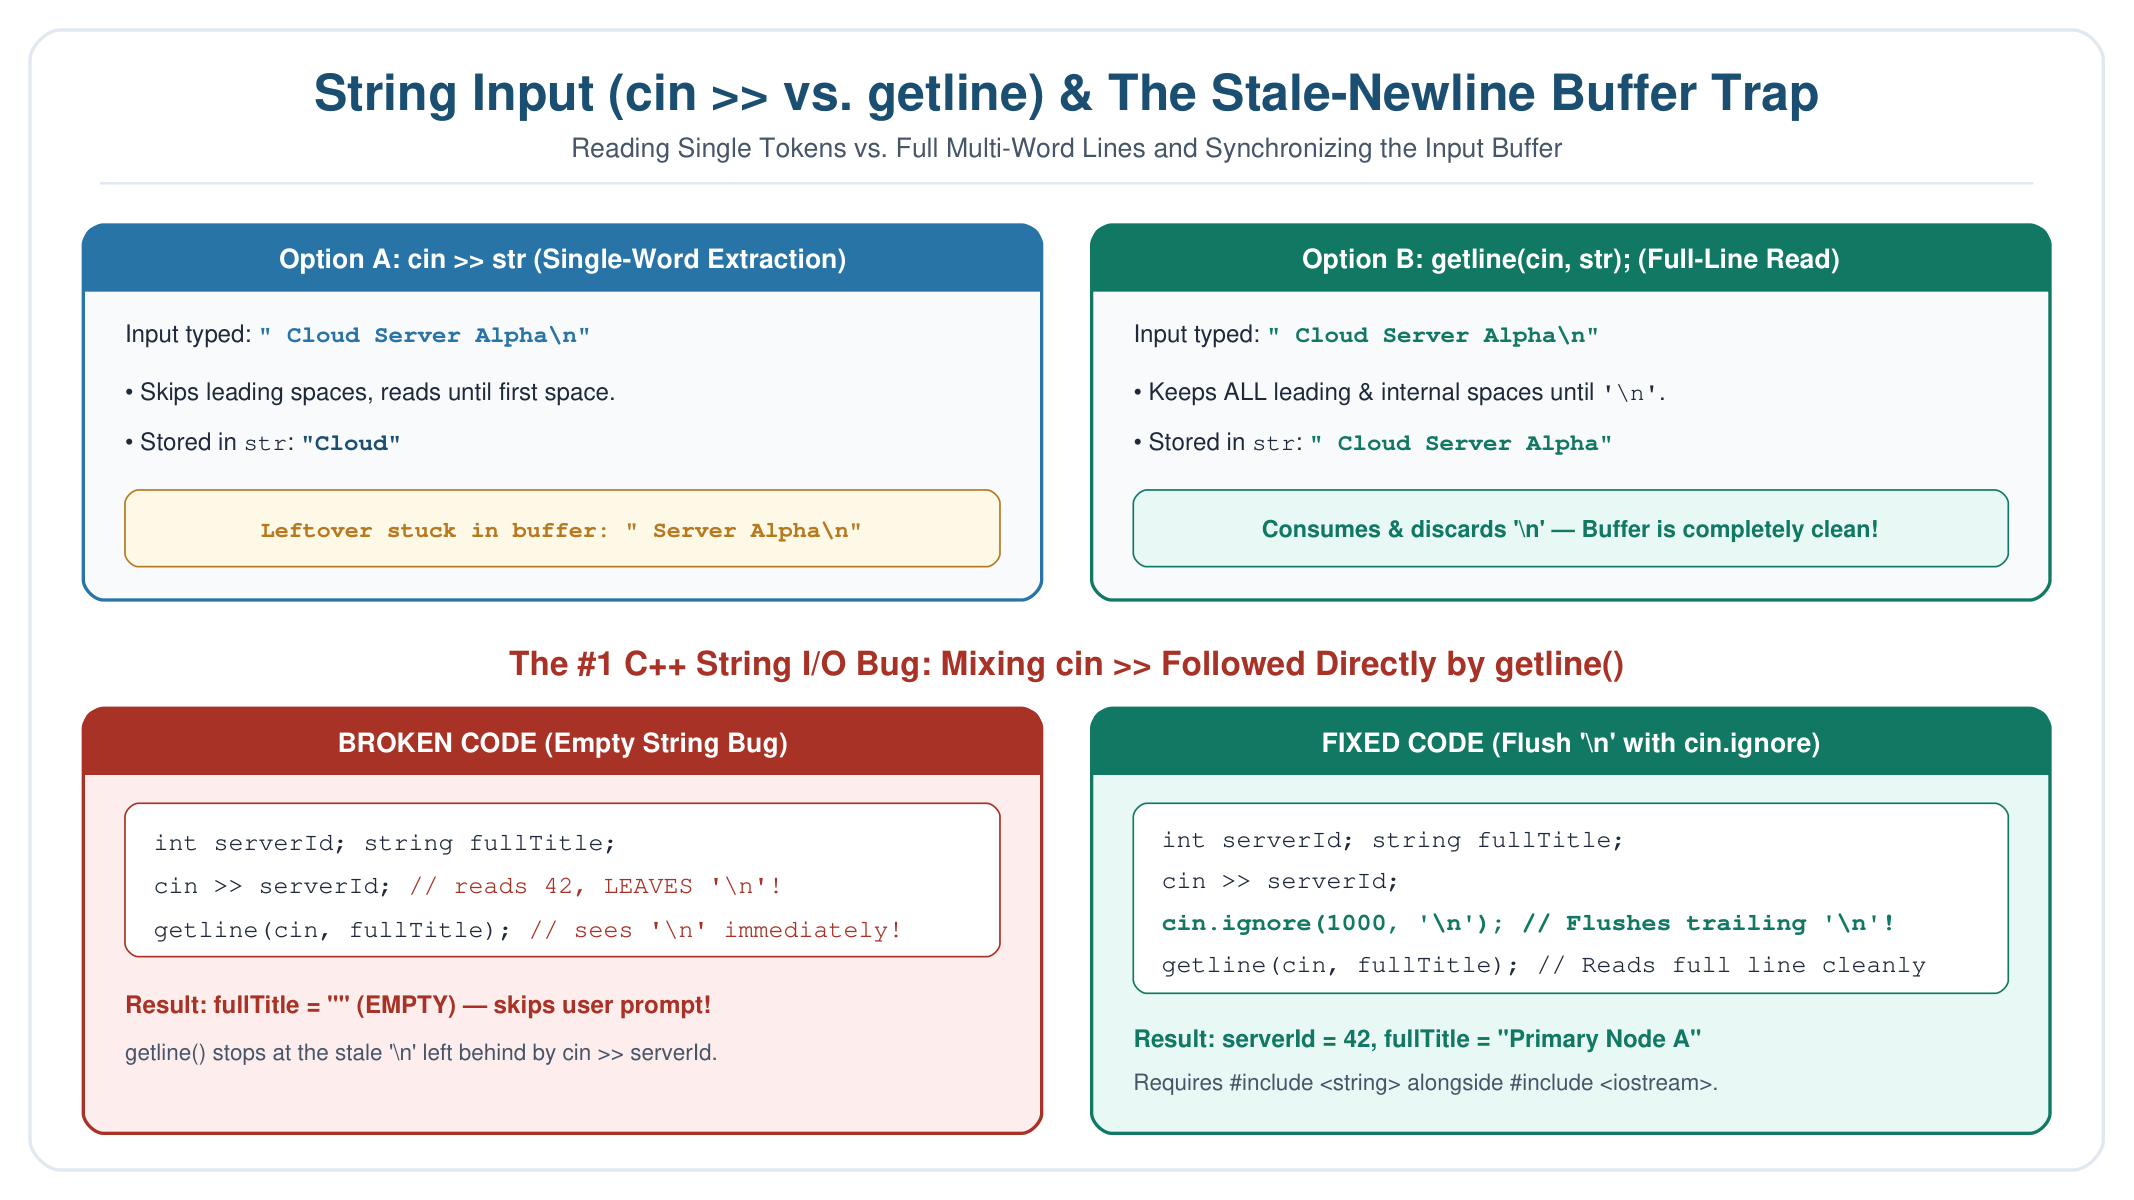 String Input (cin >> vs. getline) & The Stale-Newline Buffer Trap
Reading Single Tokens vs. Full Multi-Word Lines and Synchronizing the Input Buffer
Option A: cin >> str (Single-Word Extraction)
Input typed: " Cloud Server Alpha\n"
• Skips leading spaces, reads until first space.
• Stored in str: "Cloud"
Leftover stuck in buffer: " Server Alpha\n"
Option B: getline(cin, str); (Full-Line Read)
Input typed: " Cloud Server Alpha\n"
• Keeps ALL leading & internal spaces until '\n'.
• Stored in str: " Cloud Server Alpha"
Consumes & discards '\n' — Buffer is completely clean!
The #1 C++ String I/O Bug: Mixing cin >> Followed Directly by getline()
BROKEN CODE (Empty String Bug)
int serverId; string fullTitle;
cin >> serverId; // reads 42, LEAVES '\n'!
getline(cin, fullTitle); // sees '\n' immediately!
Result: fullTitle = "" (EMPTY) — skips user prompt!
getline() stops at the stale '\n' left behind by cin >> serverId.
FIXED CODE (Flush '\n' with cin.ignore)
int serverId; string fullTitle;
cin >> serverId;
cin.ignore(1000, '\n'); // Flushes trailing '\n'!
getline(cin, fullTitle); // Reads full line cleanly
Result: serverId = 42, fullTitle = "Primary Node A"
Requires #include <string> alongside #include <iostream>.